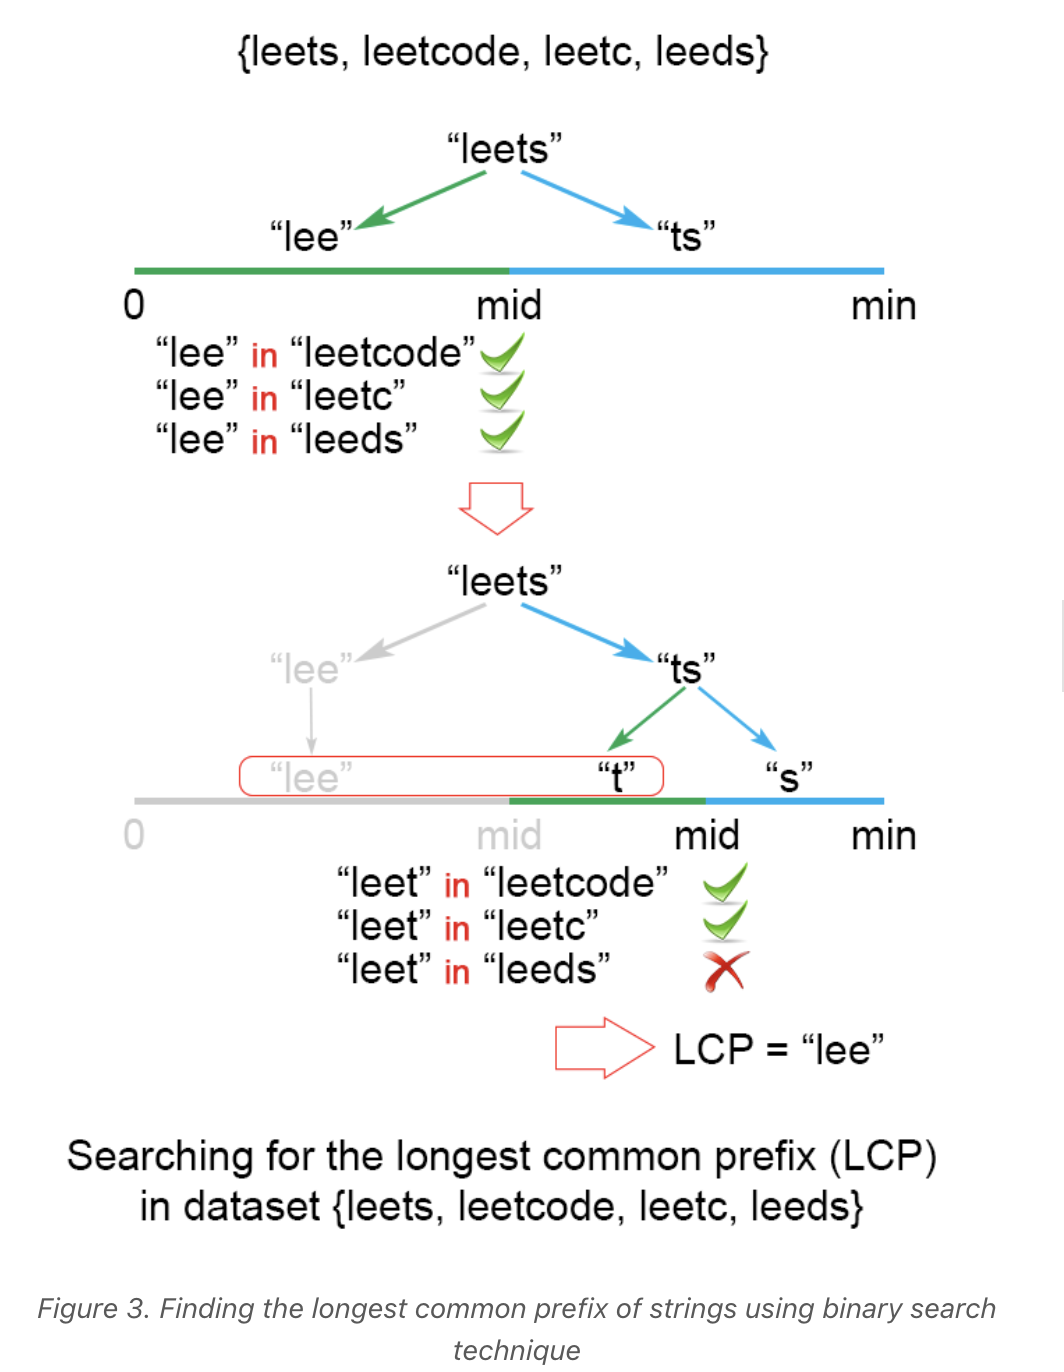 {leets, leetcode, leetc, leeds}
“leets”
“lee” “ts”
0 mid min
“lee” in “leetcode”
“lee” in “leetc”
“lee” in “leeds”
“leets”
“lee” “ts”
“lee” “t” “s”
0 mid mid min
“leet” in “leetcode”
“leet” in “leetc”
“leet” in “leeds”
LCP = “lee”
Searching for the longest common prefix (LCP)
in dataset {leets, leetcode, leetc, leeds}
Figure 3. Finding the longest common prefix of strings using binary search
technique